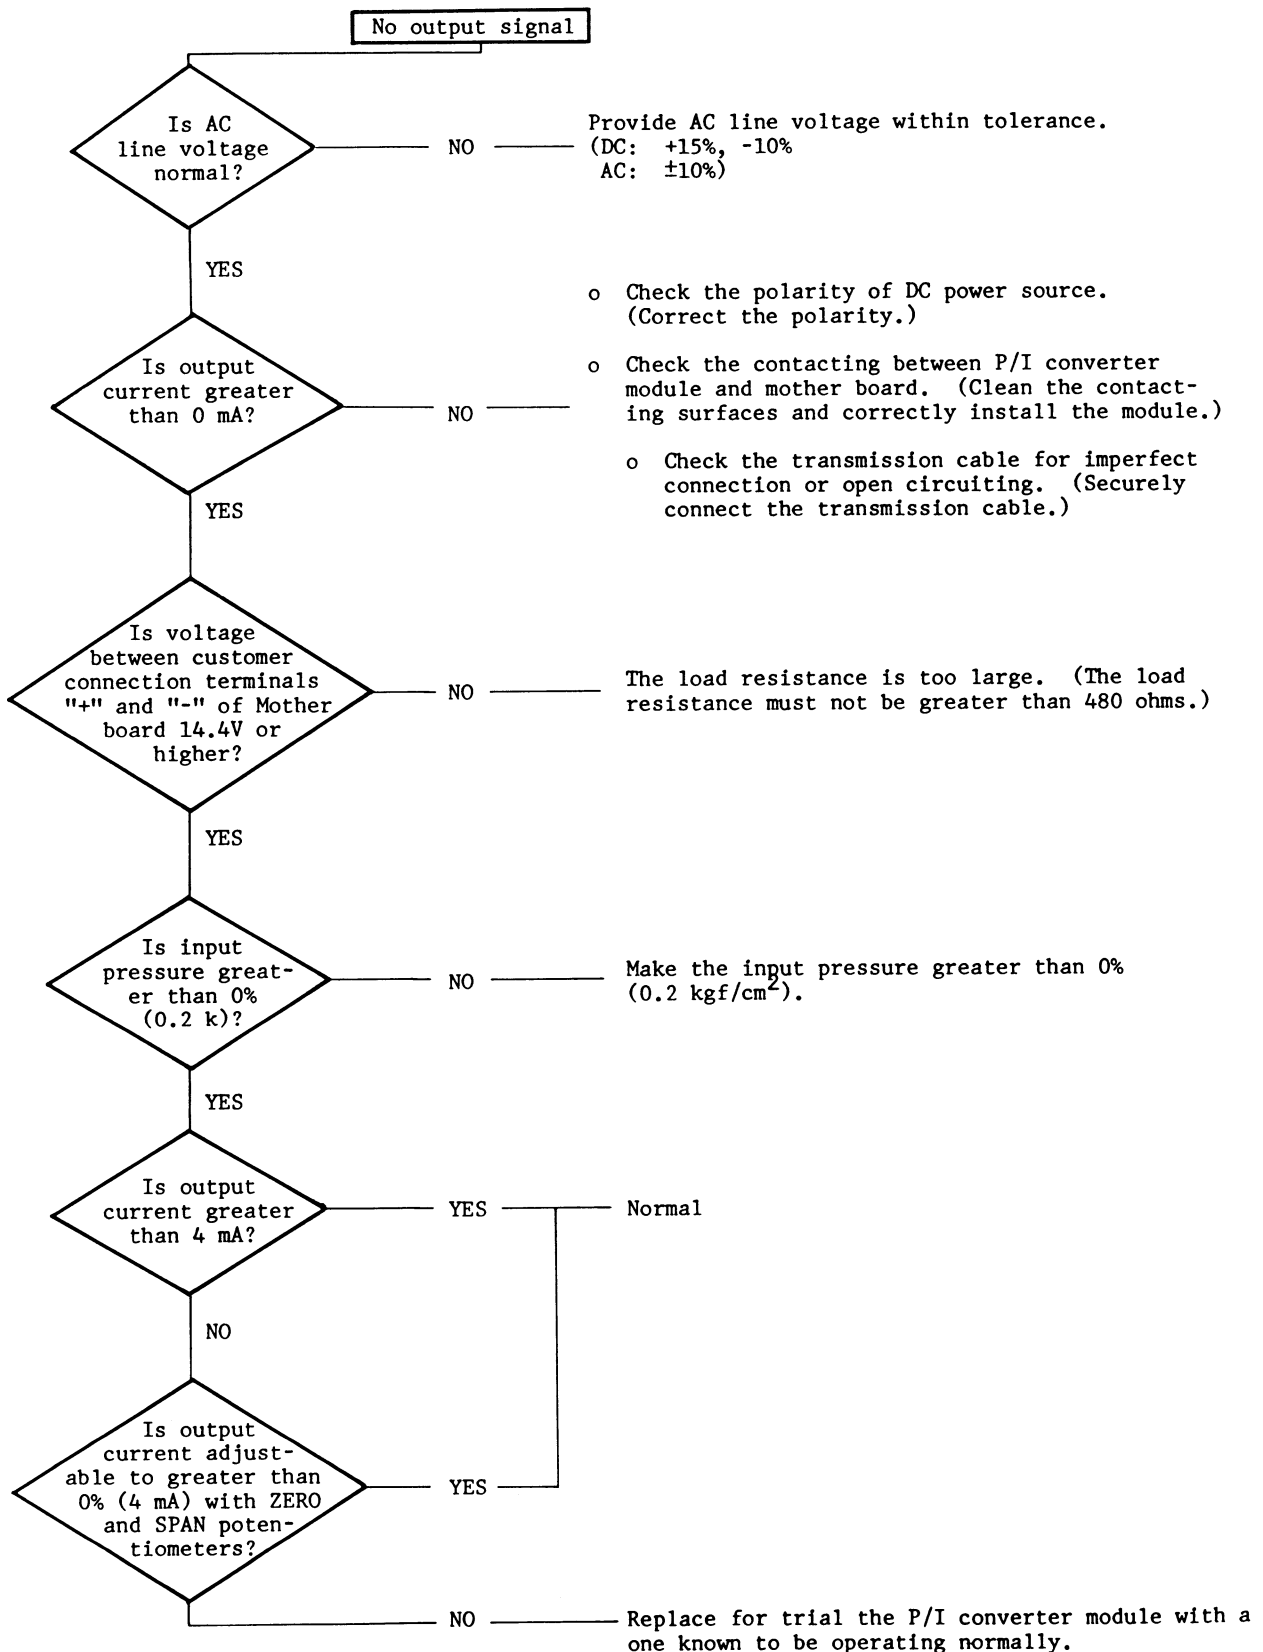 No output signal
Is AC
line voltage
normal?
NO
Provide AC line voltage within tolerance.
(DC: +15%, -10%
AC: ±10%)
YES
Is output
current greater
than 0 mA?
NO
o Check the polarity of DC power source.
(Correct the polarity.)
o Check the contacting between P/I converter
module and mother board. (Clean the contact-
ing surfaces and correctly install the module.)
o Check the transmission cable for imperfect
connection or open circuiting. (Securely
connect the transmission cable.)
YES
Is voltage
between customer
connection terminals
"+" and "-" of Mother
board 14.4V or
higher?
NO
The load resistance is too large. (The load
resistance must not be greater than 480 ohms.)
YES
Is input
pressure great-
er than 0%
(0.2 k)?
NO
Make the input pressure greater than 0%
(0.2 kgf/cm²).
YES
Is output
current greater
than 4 mA?
YES
Normal
NO
Is output
current adjust-
able to greater than
0% (4 mA) with ZERO
and SPAN poten-
tiometers?
YES
NO
Replace for trial the P/I converter module with a
one known to be operating normally.